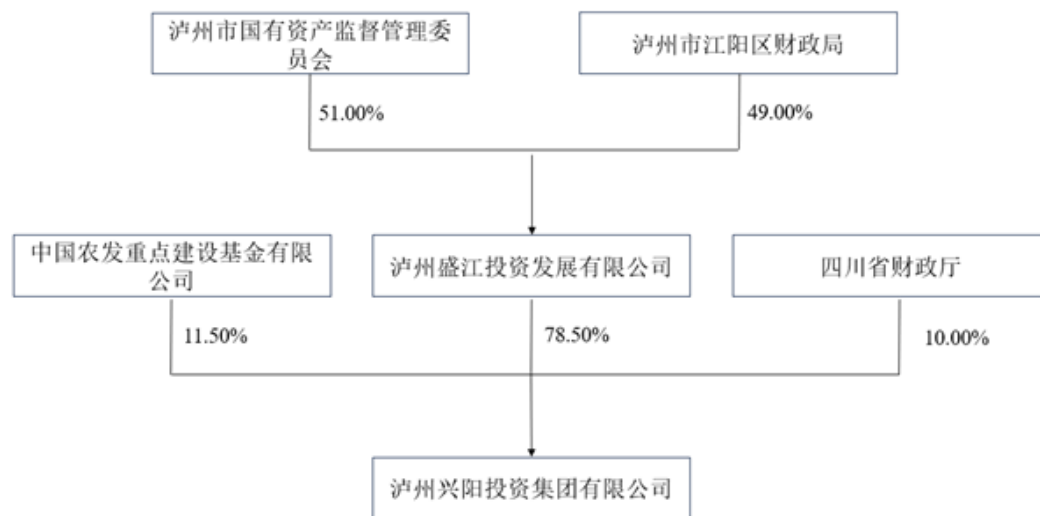 泸州市国有资产监督管理委
员会
泸州市江阳区财政局
51.00%
49.00%
中国农发重点建设基金有限
公司
泸州盛江投资发展有限公司
四川省财政厅
11.50%
78.50%
10.00%
泸州兴阳投资集团有限公司